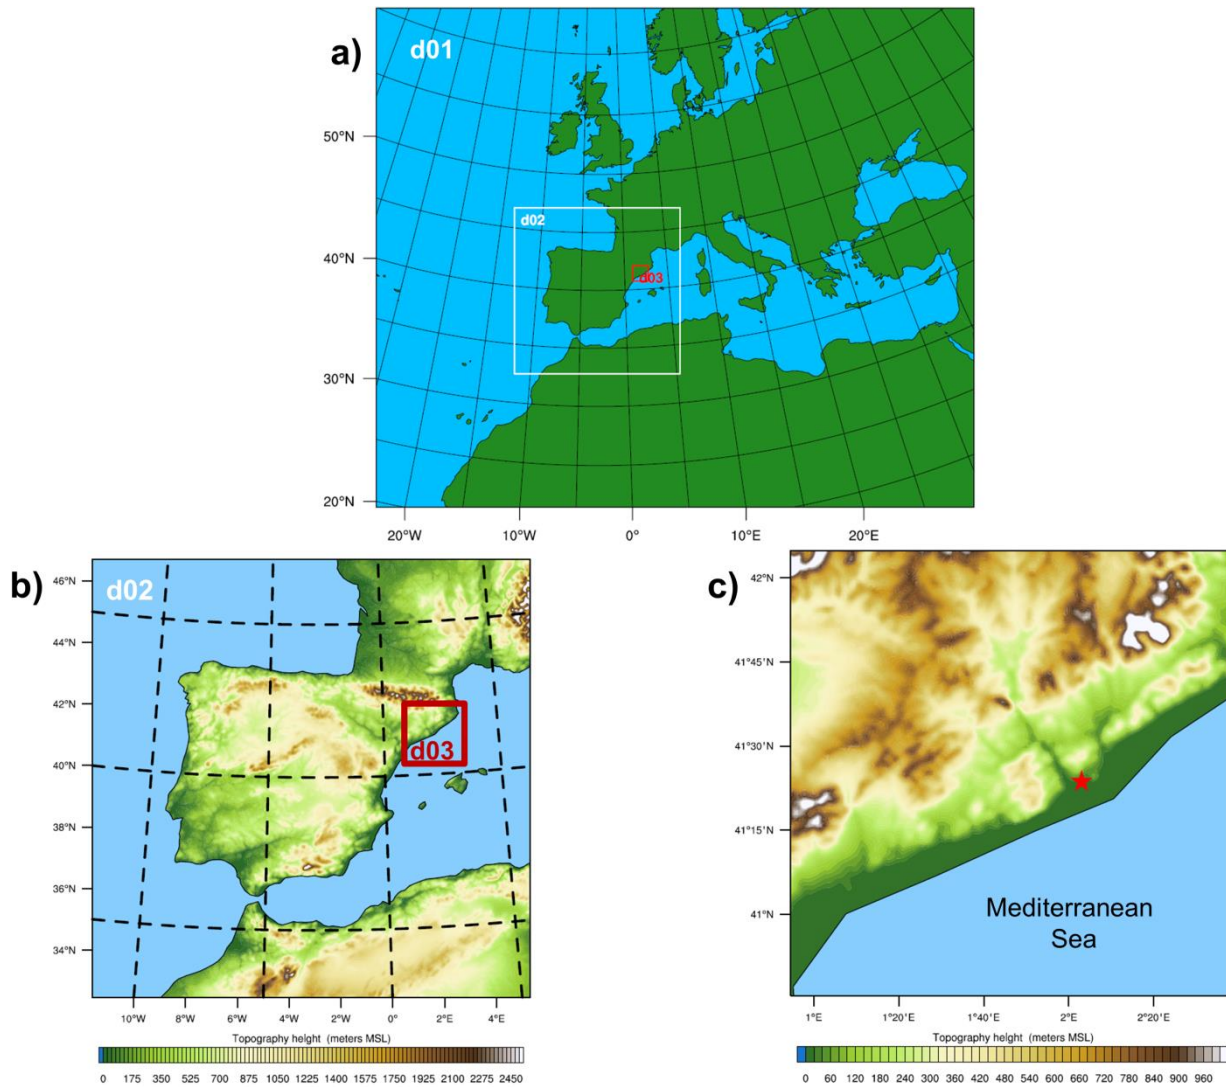 a)
d01
50°N
40°N
30°N
20°N
d02
d03
20°W 10°W 0° 10°E 20°E
b)
d02
46°N
44°N
42°N
40°N
38°N
36°N
34°N
d03
10°W 8°W 6°W 4°W 2°W 0° 2°E 4°E
Topography height (meters MSL)
0 175 350 525 700 875 1050 1225 1400 1575 1750 1925 2100 2275 2450
c)
42°N
41°45'N
41°30'N
41°15'N
41°N
Mediterranean
Sea
1°E 1°20'E 1°40'E 2°E 2°20'E
Topography height (meters MSL)
0 60 120 180 240 300 360 420 480 540 600 660 720 780 840 900 960